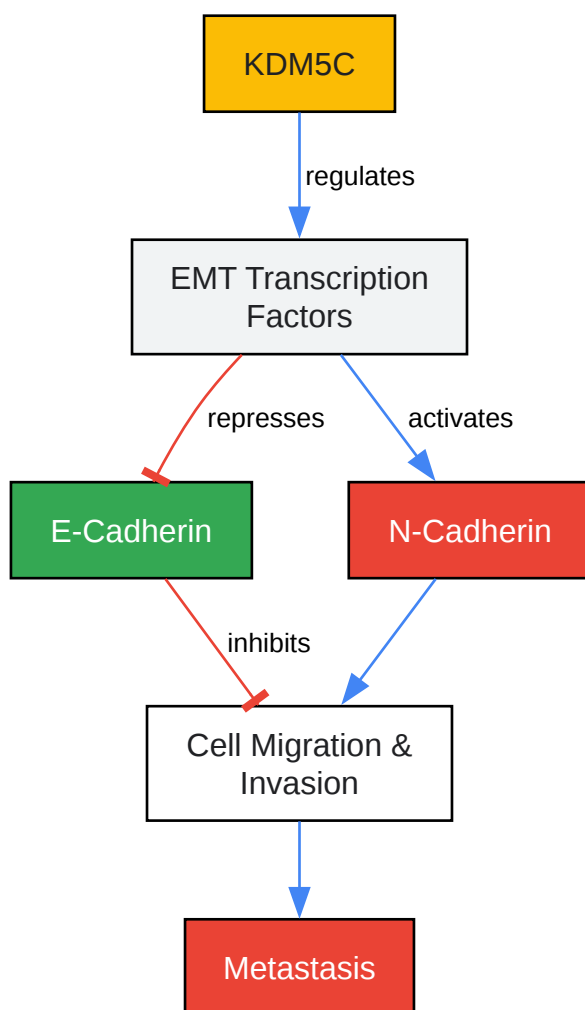 KDM5C
regulates
EMT Transcription
Factors
represses
activates
E-Cadherin
N-Cadherin
inhibits
Cell Migration &
Invasion
Metastasis